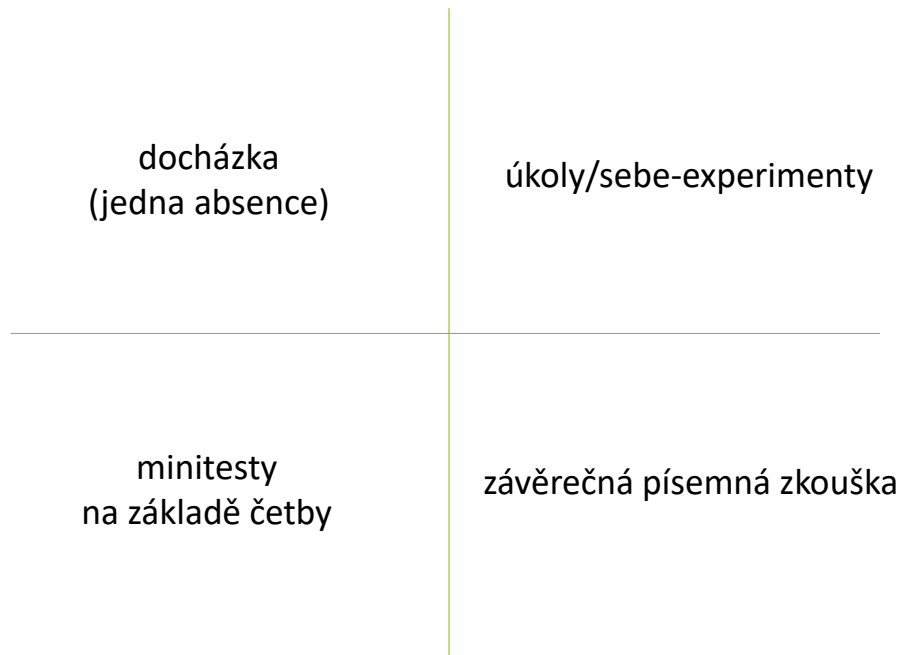 docházka
(jedna absence)
úkoly/sebe-experimenty
minitesty
na základě četby
závěrečná písemná zkouška